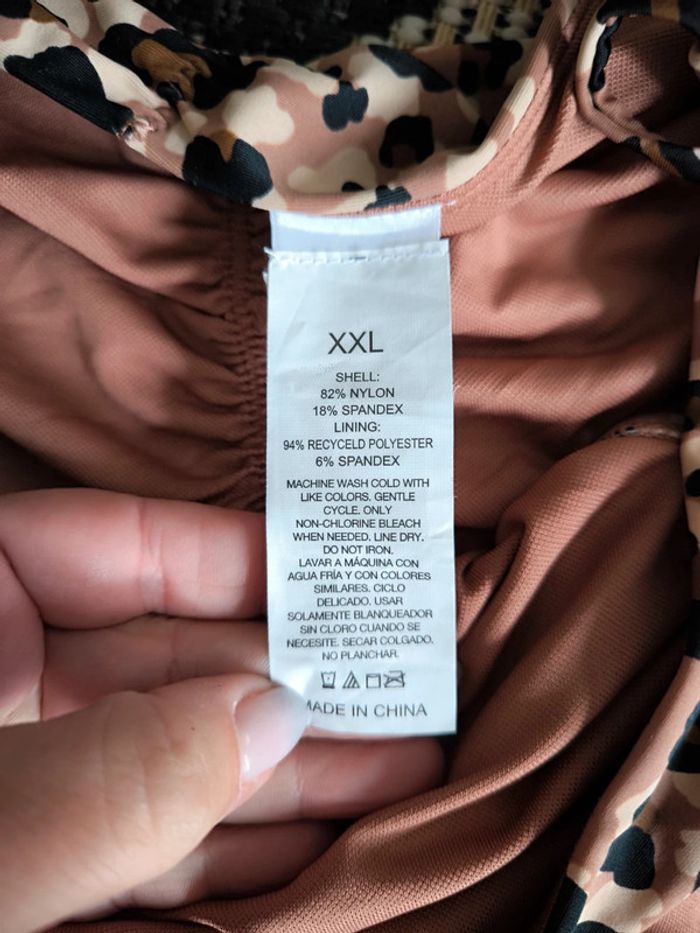 XXL
SHELL:
82% NYLON
18% SPANDEX
LINING:
94% RECYCELD POLYESTER
6% SPANDEX
MACHINE WASH COLD WITH
LIKE COLORS. GENTLE
CYCLE. ONLY
NON-CHLORINE BLEACH
WHEN NEEDED. LINE DRY.
DO NOT IRON.
LAVAR A MÁQUINA CON
AGUA FRÍA Y CON COLORES
SIMILARES. CICLO
DELICADO. USAR
SOLAMENTE BLANQUEADOR
SIN CLORO CUANDO SE
NECESITE. SECAR COLGADO.
NO PLANCHAR.
MADE IN CHINA